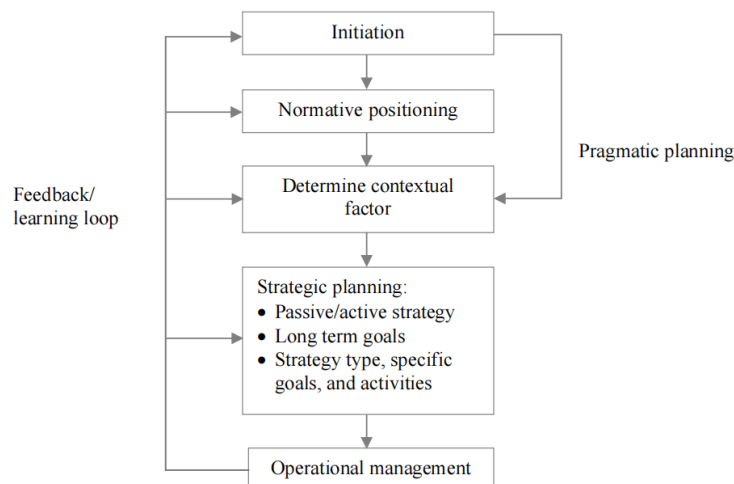 Initiation
Normative positioning
Pragmatic planning
Determine contextual
factor
Feedback/
learning loop
Strategic planning:
• Passive/active strategy
• Long term goals
• Strategy type, specific
goals, and activities
Operational management